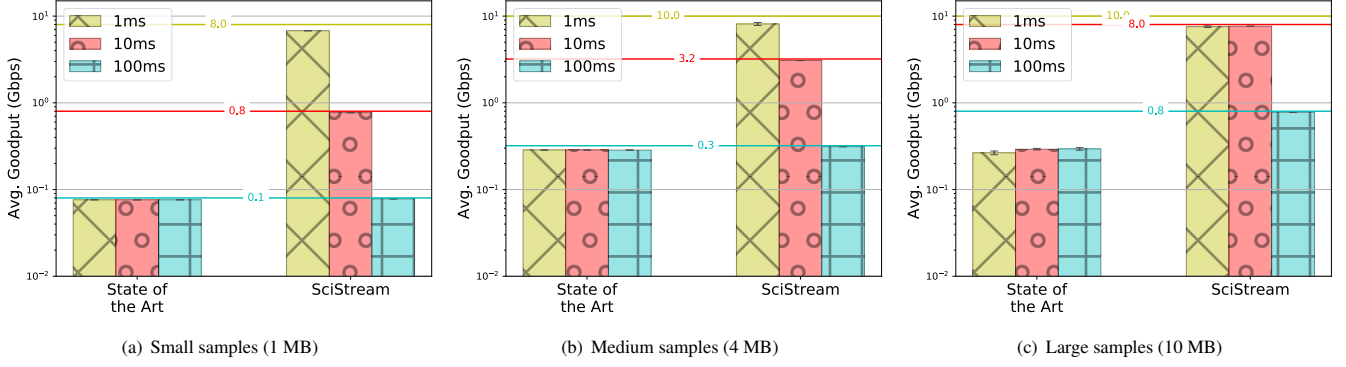 10¹
10⁰
10⁻¹
10⁻²
Avg. Goodput (Gbps)
1ms
10ms
100ms
8.0
0.8
0.1
State of
the Art
SciStream
(a) Small samples (1 MB)
10¹
10⁰
10⁻¹
10⁻²
Avg. Goodput (Gbps)
1ms
10ms
100ms
10.0
3.2
0.3
State of
the Art
SciStream
(b) Medium samples (4 MB)
10¹
10⁰
10⁻¹
10⁻²
Avg. Goodput (Gbps)
1ms
10ms
100ms
10.0
8.0
0.8
State of
the Art
SciStream
(c) Large samples (10 MB)